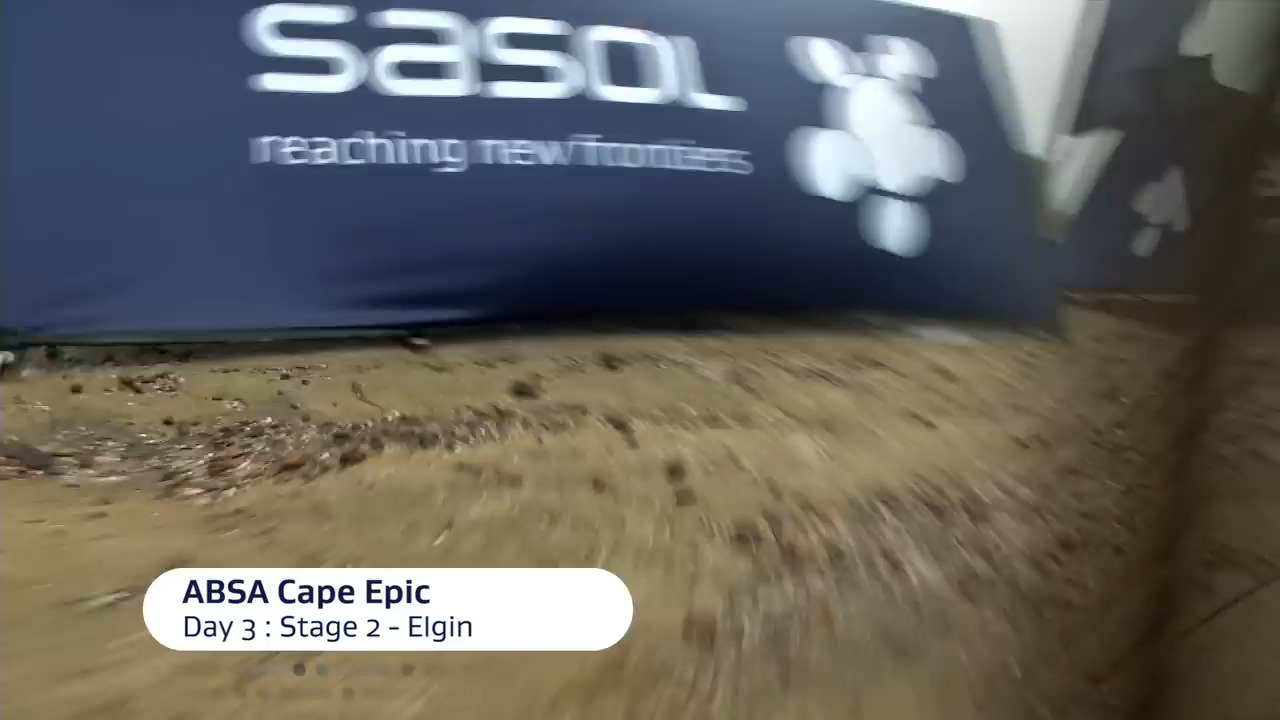 sasol
reaching new frontiers
ABSA Cape Epic
Day 3 : Stage 2 - Elgin